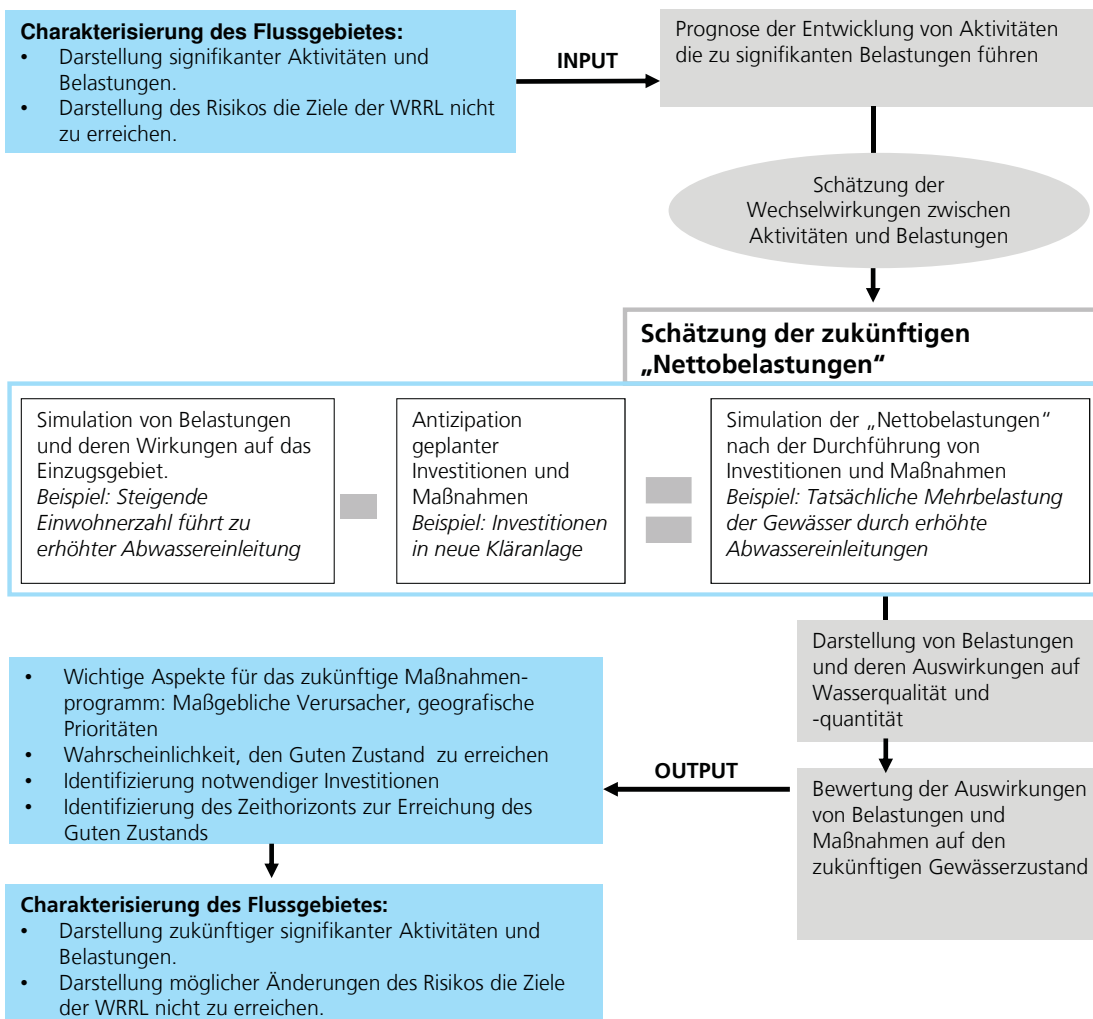 Charakterisierung des Flussgebietes:
• Darstellung signifikanter Aktivitäten und
Belastungen.
• Darstellung des Risikos die Ziele der WRRL nicht
zu erreichen.
INPUT
Prognose der Entwicklung von Aktivitäten
die zu signifikanten Belastungen führen
Schätzung der
Wechselwirkungen zwischen
Aktivitäten und Belastungen
Schätzung der zukünftigen
„Nettobelastungen“
Simulation von Belastungen
und deren Wirkungen auf das
Einzugsgebiet.
Beispiel: Steigende
Einwohnerzahl führt zu
erhöhter Abwassereinleitung
Antizipation
geplanter
Investitionen und
Maßnahmen
Beispiel: Investitionen
in neue Kläranlage
Simulation der „Nettobelastungen“
nach der Durchführung von
Investitionen und Maßnahmen
Beispiel: Tatsächliche Mehrbelastung
der Gewässer durch erhöhte
Abwassereinleitungen
Darstellung von Belastungen
und deren Auswirkungen auf
Wasserqualität und
-quantität
Bewertung der Auswirkungen
von Belastungen und
Maßnahmen auf den
zukünftigen Gewässerzustand
OUTPUT
• Wichtige Aspekte für das zukünftige Maßnahmen-
programm: Maßgebliche Verursacher, geografische
Prioritäten
• Wahrscheinlichkeit, den Guten Zustand zu erreichen
• Identifizierung notwendiger Investitionen
• Identifizierung des Zeithorizonts zur Erreichung des
Guten Zustands
Charakterisierung des Flussgebietes:
• Darstellung zukünftiger signifikanter Aktivitäten und
Belastungen.
• Darstellung möglicher Änderungen des Risikos die Ziele
der WRRL nicht zu erreichen.